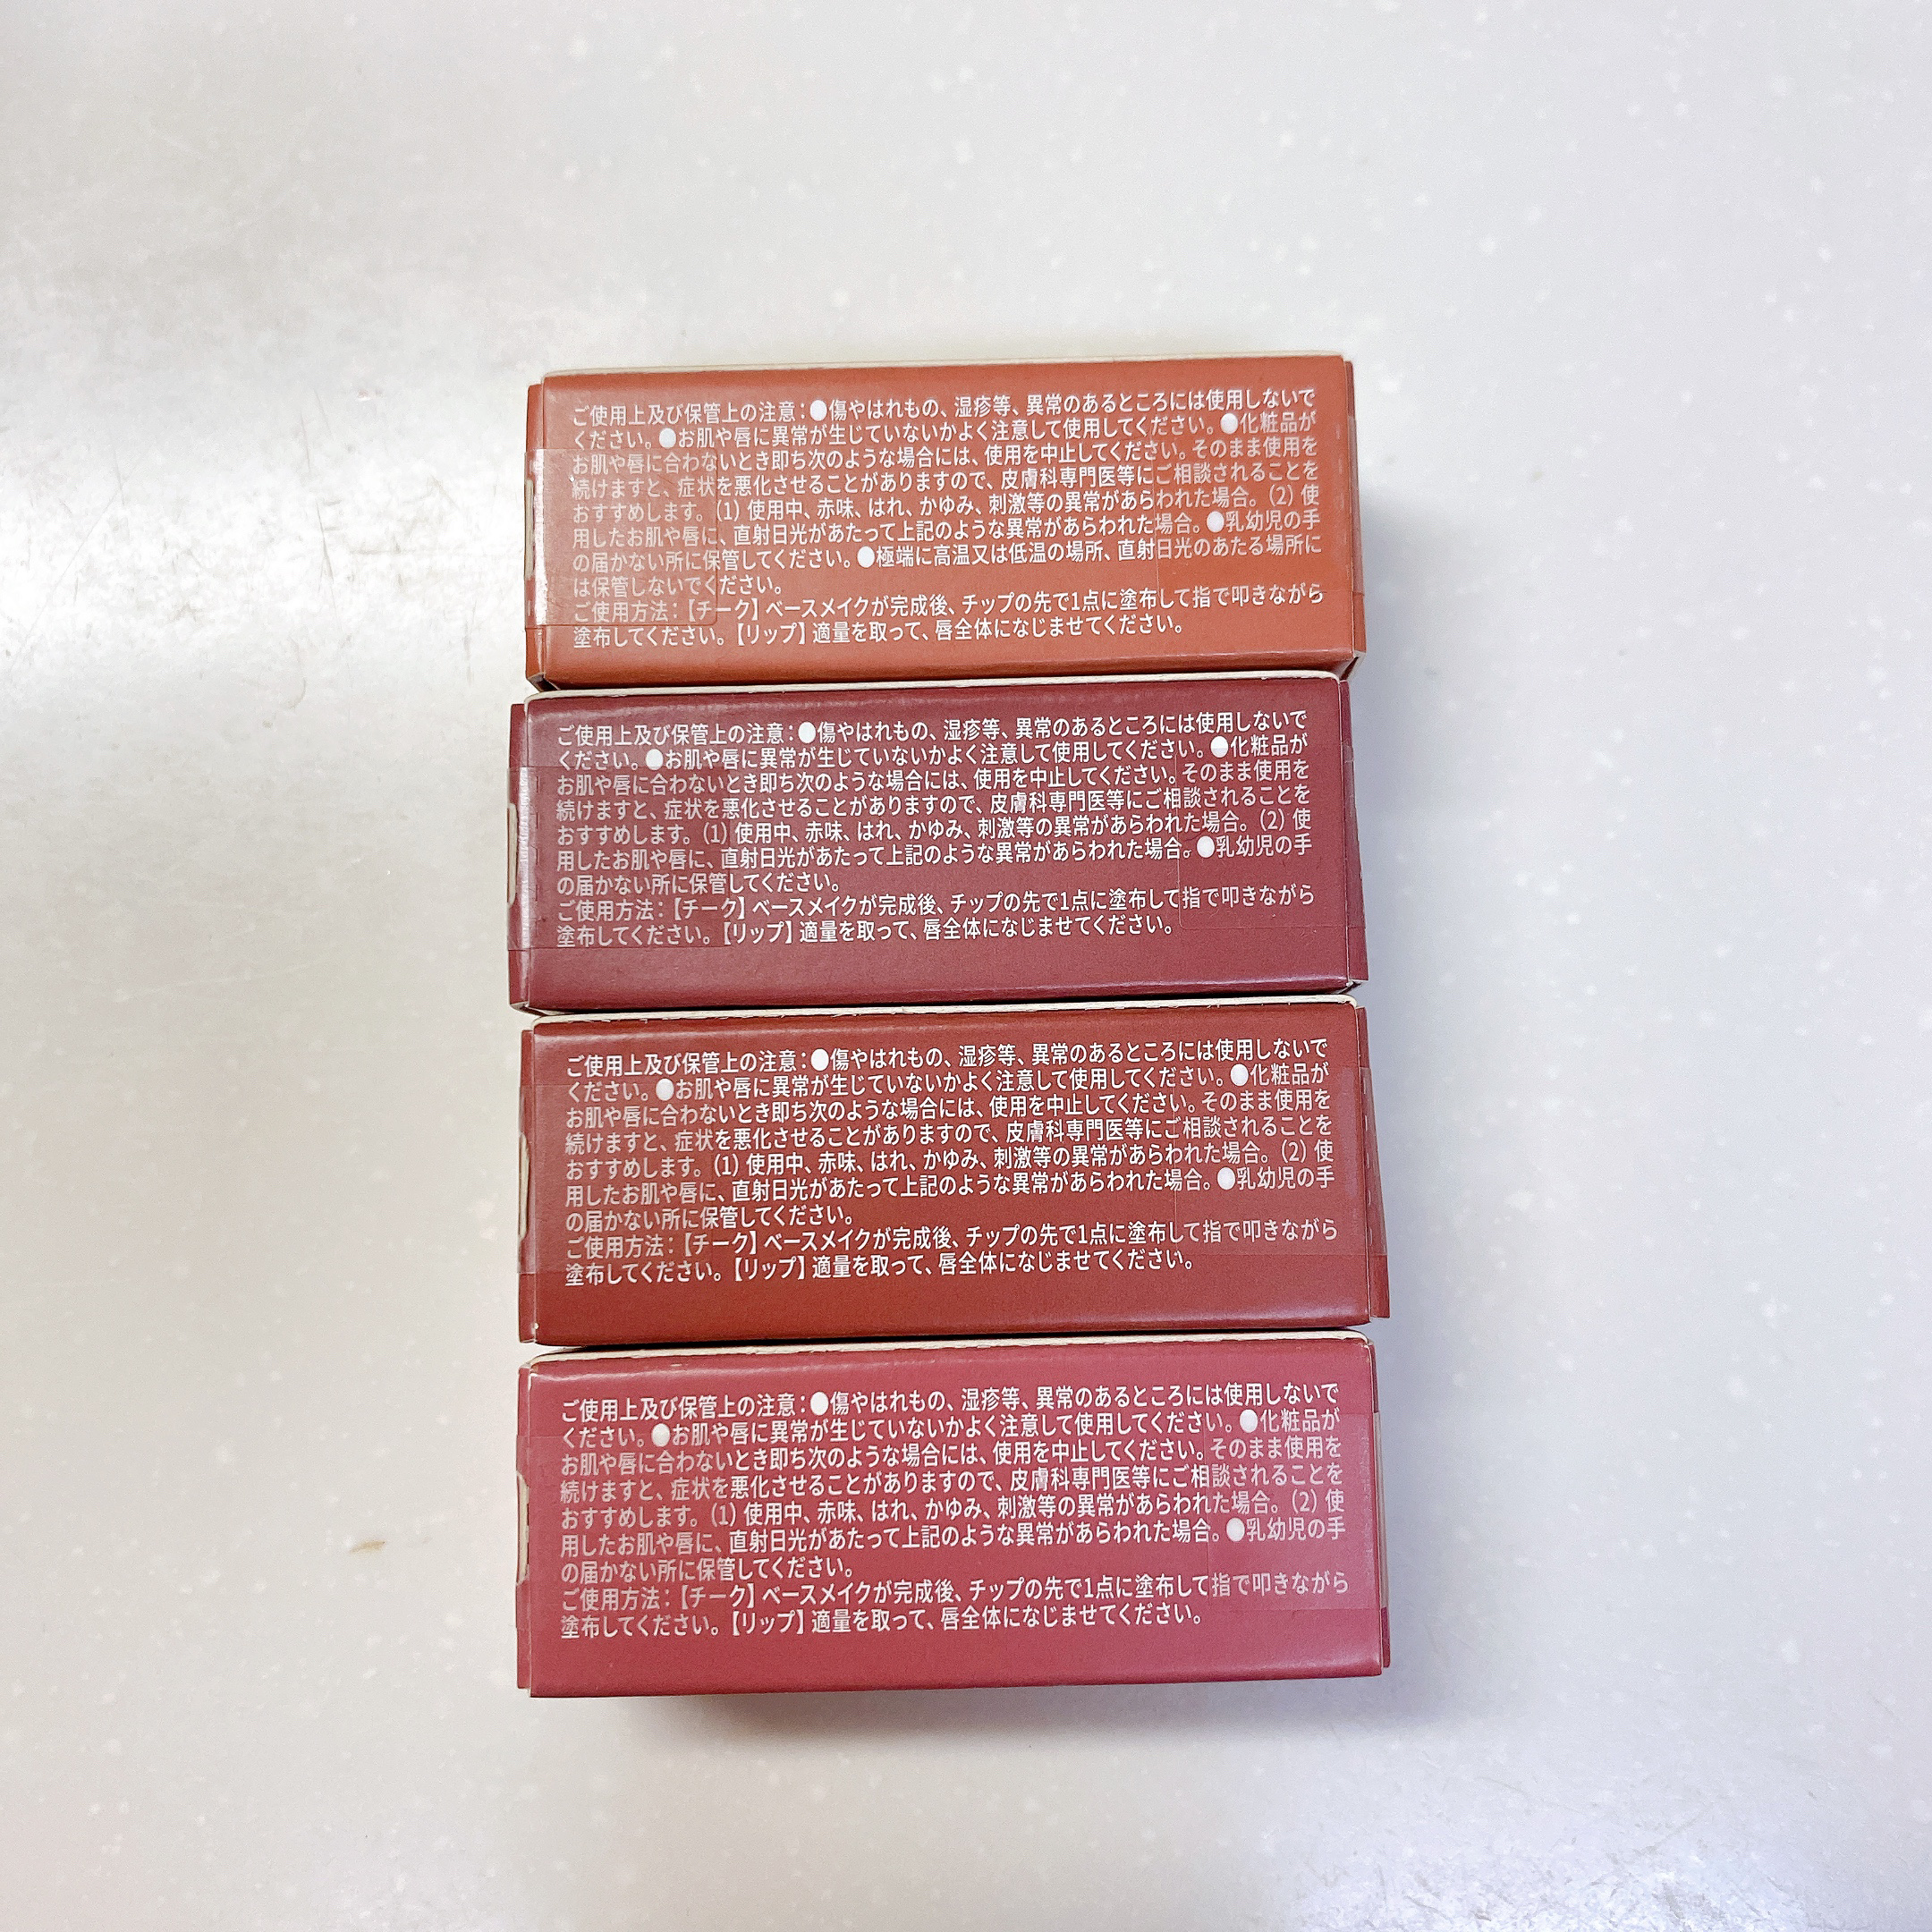 ご使用上及び保管上の注意：●傷やはれもの、湿疹等、異常のあるところには使用しないで
ください。●お肌や唇に異常が生じていないかよく注意して使用してください。●化粧品が
お肌や唇に合わないとき即ち次のような場合には、使用を中止してください。そのまま使用を
続けますと、症状を悪化させることがありますので、皮膚科専門医等にご相談されることを
おすすめします。（1）使用中、赤味、はれ、かゆみ、刺激等の異常があらわれた場合。（2）使
用したお肌や唇に、直射日光があたって上記のような異常があらわれた場合。●乳幼児の手
の届かない所に保管してください。●極端に高温又は低温の場所、直射日光のあたる場所に
は保管しないでください。
ご使用方法：【チーク】ベースメイクが完成後、チップの先で1点に塗布して指で叩きながら
塗布してください。【リップ】適量を取って、唇全体になじませてください。
ご使用上及び保管上の注意：●傷やはれもの、湿疹等、異常のあるところには使用しないで
ください。●お肌や唇に異常が生じていないかよく注意して使用してください。●化粧品が
お肌や唇に合わないとき即ち次のような場合には、使用を中止してください。そのまま使用を
続けますと、症状を悪化させることがありますので、皮膚科専門医等にご相談されることを
おすすめします。（1）使用中、赤味、はれ、かゆみ、刺激等の異常があらわれた場合。（2）使
用したお肌や唇に、直射日光があたって上記のような異常があらわれた場合。●乳幼児の手
の届かない所に保管してください。
ご使用方法：【チーク】ベースメイクが完成後、チップの先で1点に塗布して指で叩きながら
塗布してください。【リップ】適量を取って、唇全体になじませてください。
ご使用上及び保管上の注意：●傷やはれもの、湿疹等、異常のあるところには使用しないで
ください。●お肌や唇に異常が生じていないかよく注意して使用してください。●化粧品が
お肌や唇に合わないとき即ち次のような場合には、使用を中止してください。そのまま使用を
続けますと、症状を悪化させることがありますので、皮膚科専門医等にご相談されることを
おすすめします。（1）使用中、赤味、はれ、かゆみ、刺激等の異常があらわれた場合。（2）使
用したお肌や唇に、直射日光があたって上記のような異常があらわれた場合。●乳幼児の手
の届かない所に保管してください。
ご使用方法：【チーク】ベースメイクが完成後、チップの先で1点に塗布して指で叩きながら
塗布してください。【リップ】適量を取って、唇全体になじませてください。
ご使用上及び保管上の注意：●傷やはれもの、湿疹等、異常のあるところには使用しないで
ください。●お肌や唇に異常が生じていないかよく注意して使用してください。●化粧品が
お肌や唇に合わないとき即ち次のような場合には、使用を中止してください。そのまま使用を
続けますと、症状を悪化させることがありますので、皮膚科専門医等にご相談されることを
おすすめします。（1）使用中、赤味、はれ、かゆみ、刺激等の異常があらわれた場合。（2）使
用したお肌や唇に、直射日光があたって上記のような異常があらわれた場合。●乳幼児の手
の届かない所に保管してください。
ご使用方法：【チーク】ベースメイクが完成後、チップの先で1点に塗布して指で叩きながら
塗布してください。【リップ】適量を取って、唇全体になじませてください。